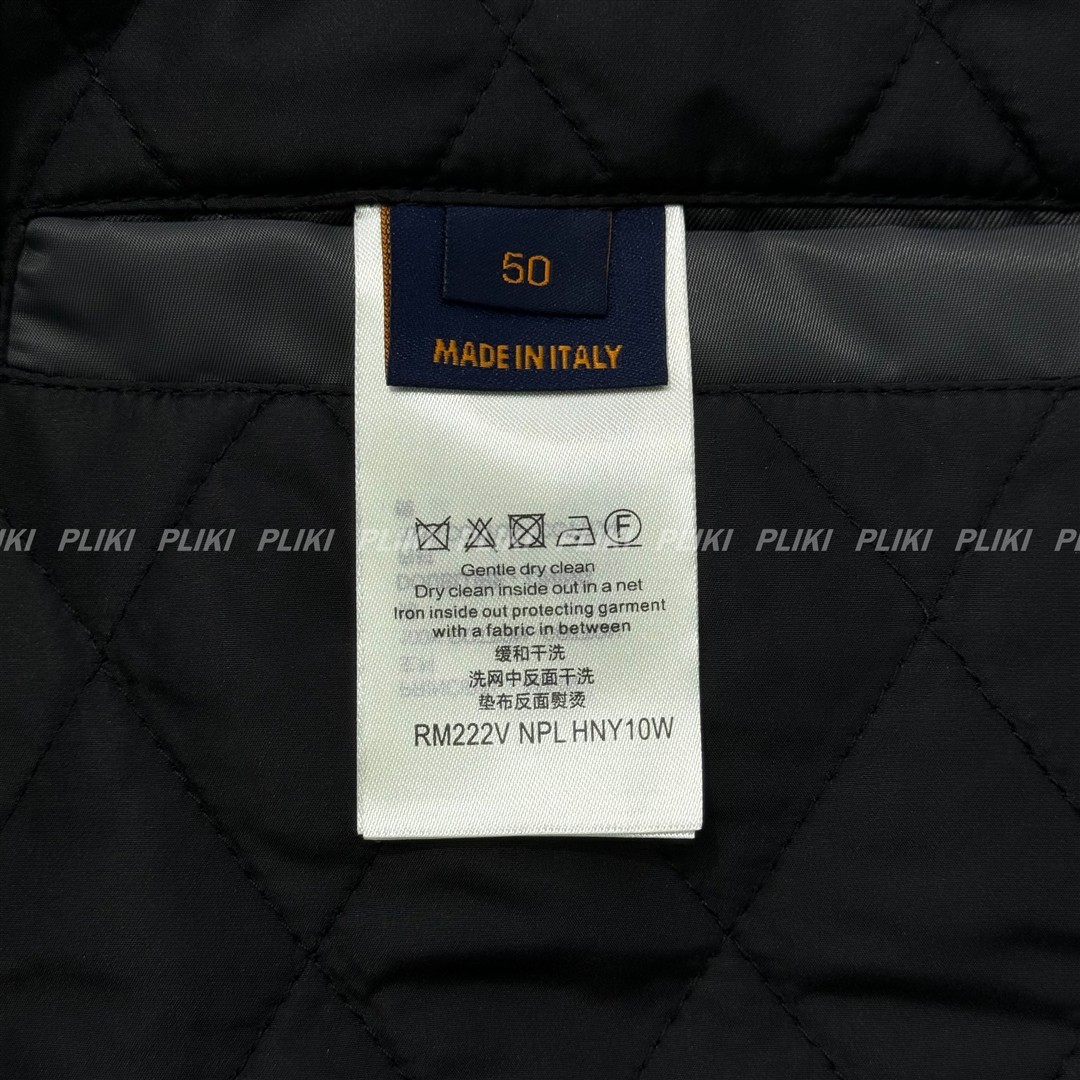 50
MADE IN ITALY
PLIKI PLIKI PLIKI PLIKI PLIKI PLIKI PLIKI PLIKI PLIKI
F
Gentle dry clean
Dry clean inside out in a net
Iron inside out protecting garment
with a fabric in between
缓和干洗
洗网中反面干洗
垫布反面熨烫
RM222V NPL HNY10W